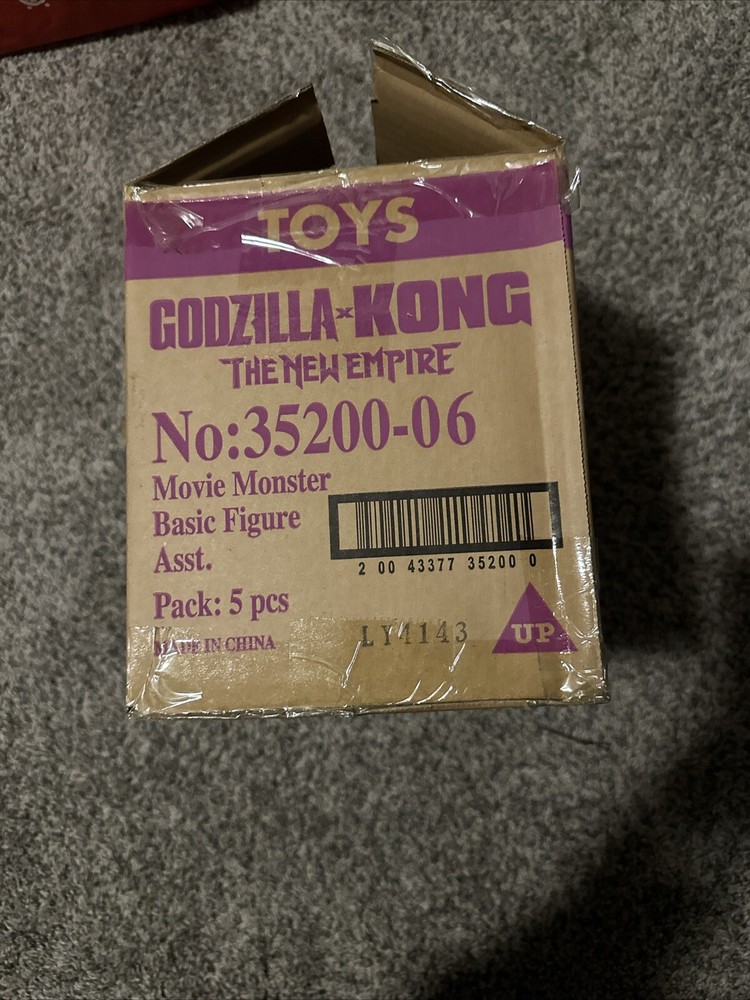 TOYS
GODZILLA x KONG
THE NEW EMPIRE
No:35200-06
Movie Monster
Basic Figure
Asst.
2 00 43377 35200 0
Pack: 5 pcs
MADE IN CHINA
LY4143
UP